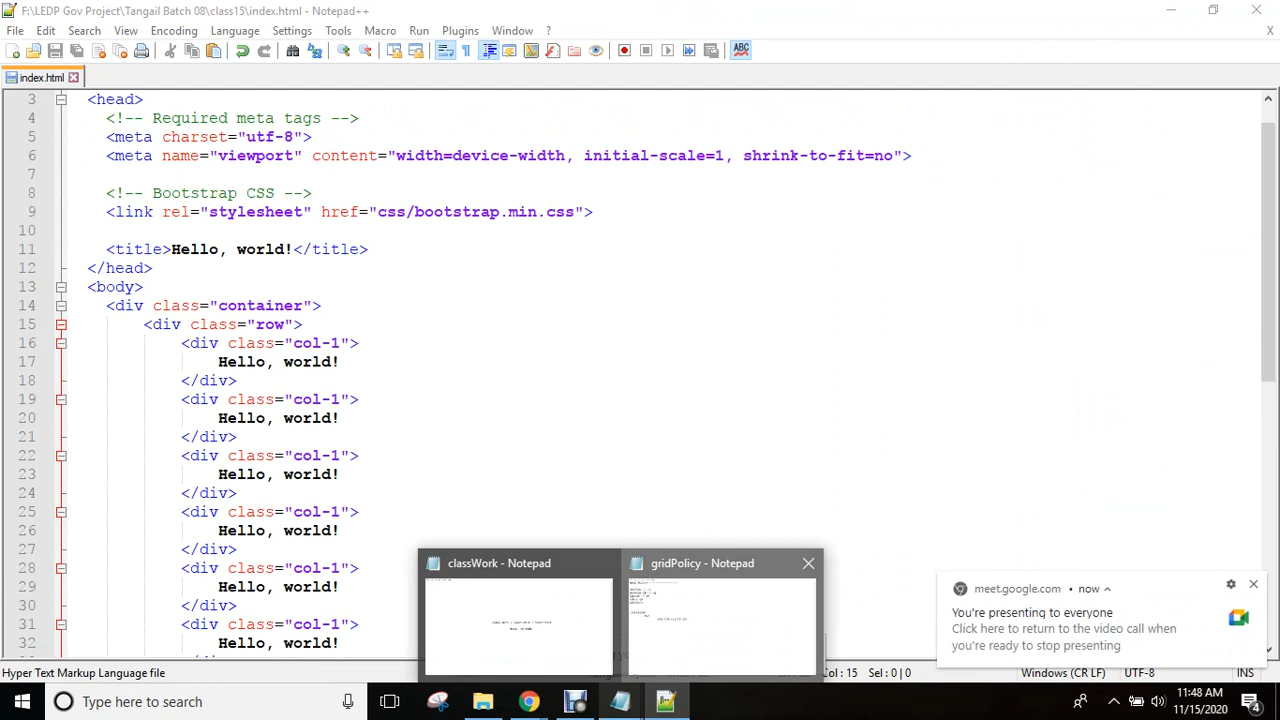 F:\LEDP Gov Project\Tangail Batch 08\class15\index.html - Notepad++
File Edit Search View Encoding Language Settings Tools Macro Run Plugins Window ?
X
ABC
index.html
3 <head>
4 <!-- Required meta tags -->
5 <meta charset="utf-8">
6 <meta name="viewport" content="width=device-width, initial-scale=1, shrink-to-fit=no">
7
8 <!-- Bootstrap CSS -->
9 <link rel="stylesheet" href="css/bootstrap.min.css">
10
11 <title>Hello, world!</title>
12 </head>
13 <body>
14 <div class="container">
15 <div class="row">
16 <div class="col-1">
17 Hello, world!
18 </div>
19 <div class="col-1">
20 Hello, world!
21 </div>
22 <div class="col-1">
23 Hello, world!
24 </div>
25 <div class="col-1">
26 Hello, world!
27 </div>
28 <div class="col-1">
29 Hello, world!
30 </div>
31 <div class="col-1">
32 Hello, world!
classWork - Notepad
gridPolicy - Notepad
meet.google.com • now
You're presenting to everyone
Click here to return to the video call when
you're ready to stop presenting
Hyper Text Markup Language file
Col : 15 Sel : 0 | 0 Windows (CR LF) UTF-8 INS
Type here to search
11:48 AM
11/15/2020
4